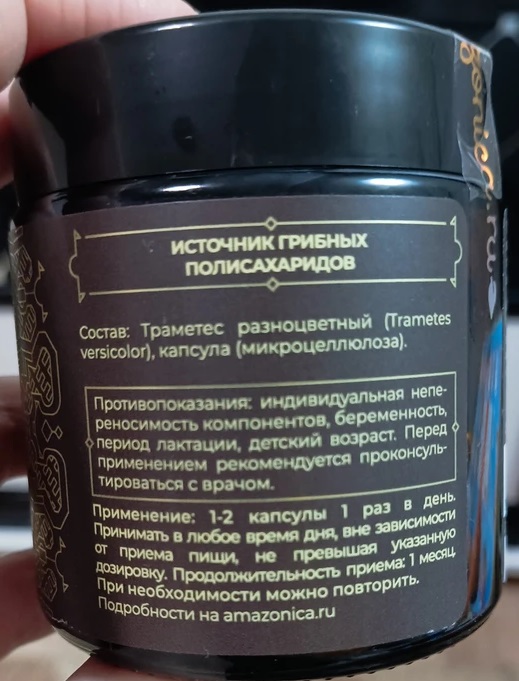 ИСТОЧНИК ГРИБНЫХ
ПОЛИСАХАРИДОВ
Состав: Траметес разноцветный (Trametes
versicolor), капсула (микроцеллюлоза).
Противопоказания: индивидуальная непе-
реносимость компонентов, беременность,
период лактации, детский возраст. Перед
применением рекомендуется проконсуль-
тироваться с врачом.
Применение: 1-2 капсулы 1 раз в день.
Принимать в любое время дня, вне зависимости
от приема пищи, не превышая указанную
дозировку. Продолжительность приема: 1 месяц.
При необходимости можно повторить.
Подробности на amazonica.ru